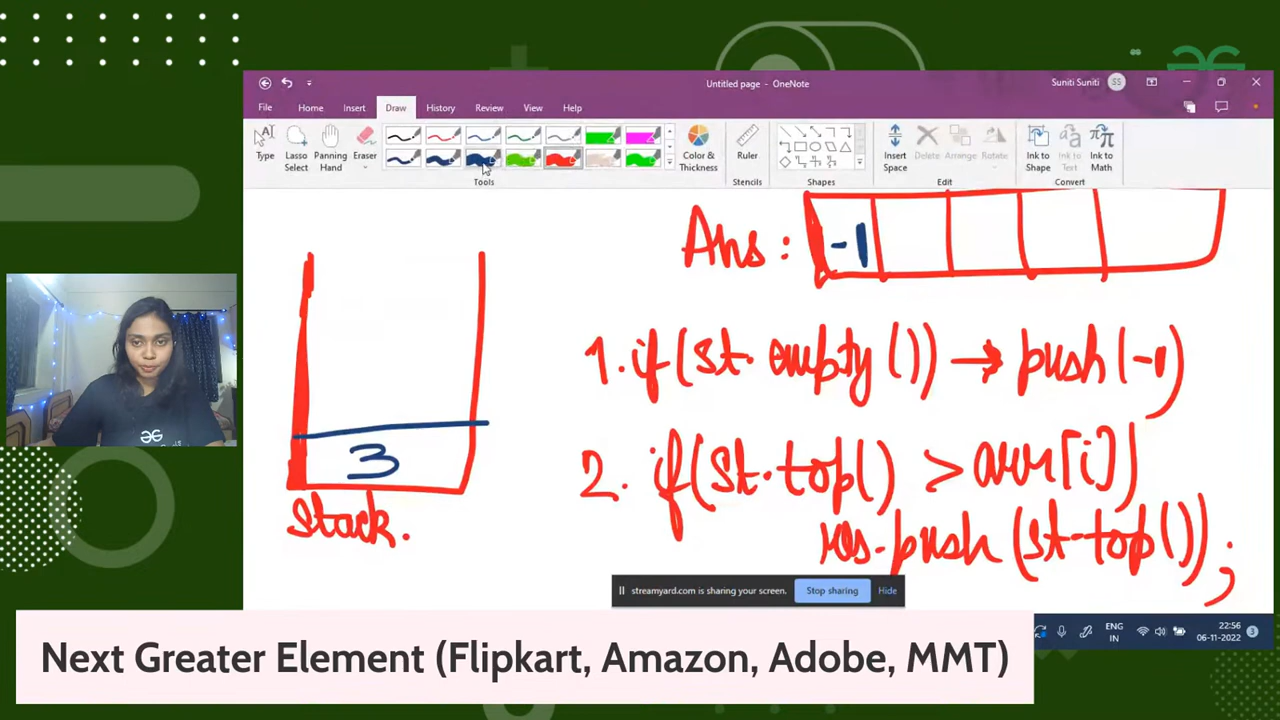 Untitled page - OneNote
Suniti Suniti SS
File Home Insert Draw History Review View Help
Type
Lasso Select
Panning Hand
Eraser
Color & Thickness
Ruler
Insert Space
Delete
Arrange
Rotate
Ink to Shape
Ink to Text
Ink to Math
Tools
Stencils
Shapes
Edit
Convert
Ans : -1
1. if (st. empty ()) → push (-1)
2. if (St.top() > arr[i])
res.push (st.top());
3
Stack.
streamyard.com is sharing your screen. Stop sharing Hide
ENG
IN
22:56
06-11-2022
3
Next Greater Element (Flipkart, Amazon, Adobe, MMT)